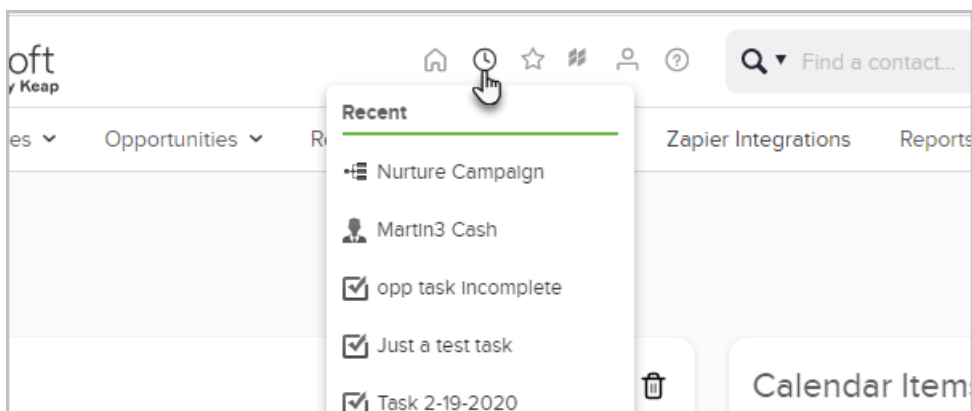 oft
y Keap
Find a contact...
Recent
es
Opportunities
Zapier Integrations
Reports
Nurture Campaign
Martin3 Cash
opp task incomplete
Just a test task
Task 2-19-2020
Calendar Item